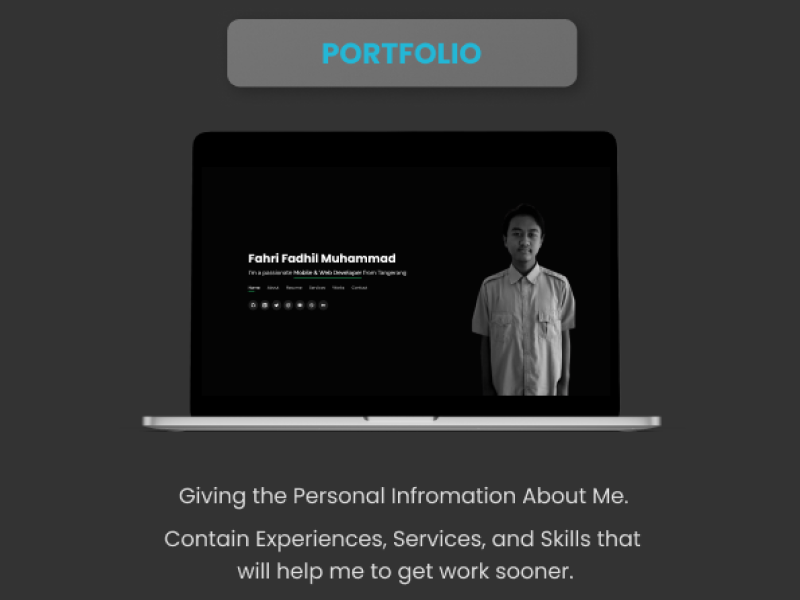 PORTFOLIO
Fahri Fadhil Muhammad
I'm a passionate Mobile & Web Developer from Tangerang
Home About Resume Services Works Contact
Giving the Personal Infromation About Me.
Contain Experiences, Services, and Skills that
will help me to get work sooner.